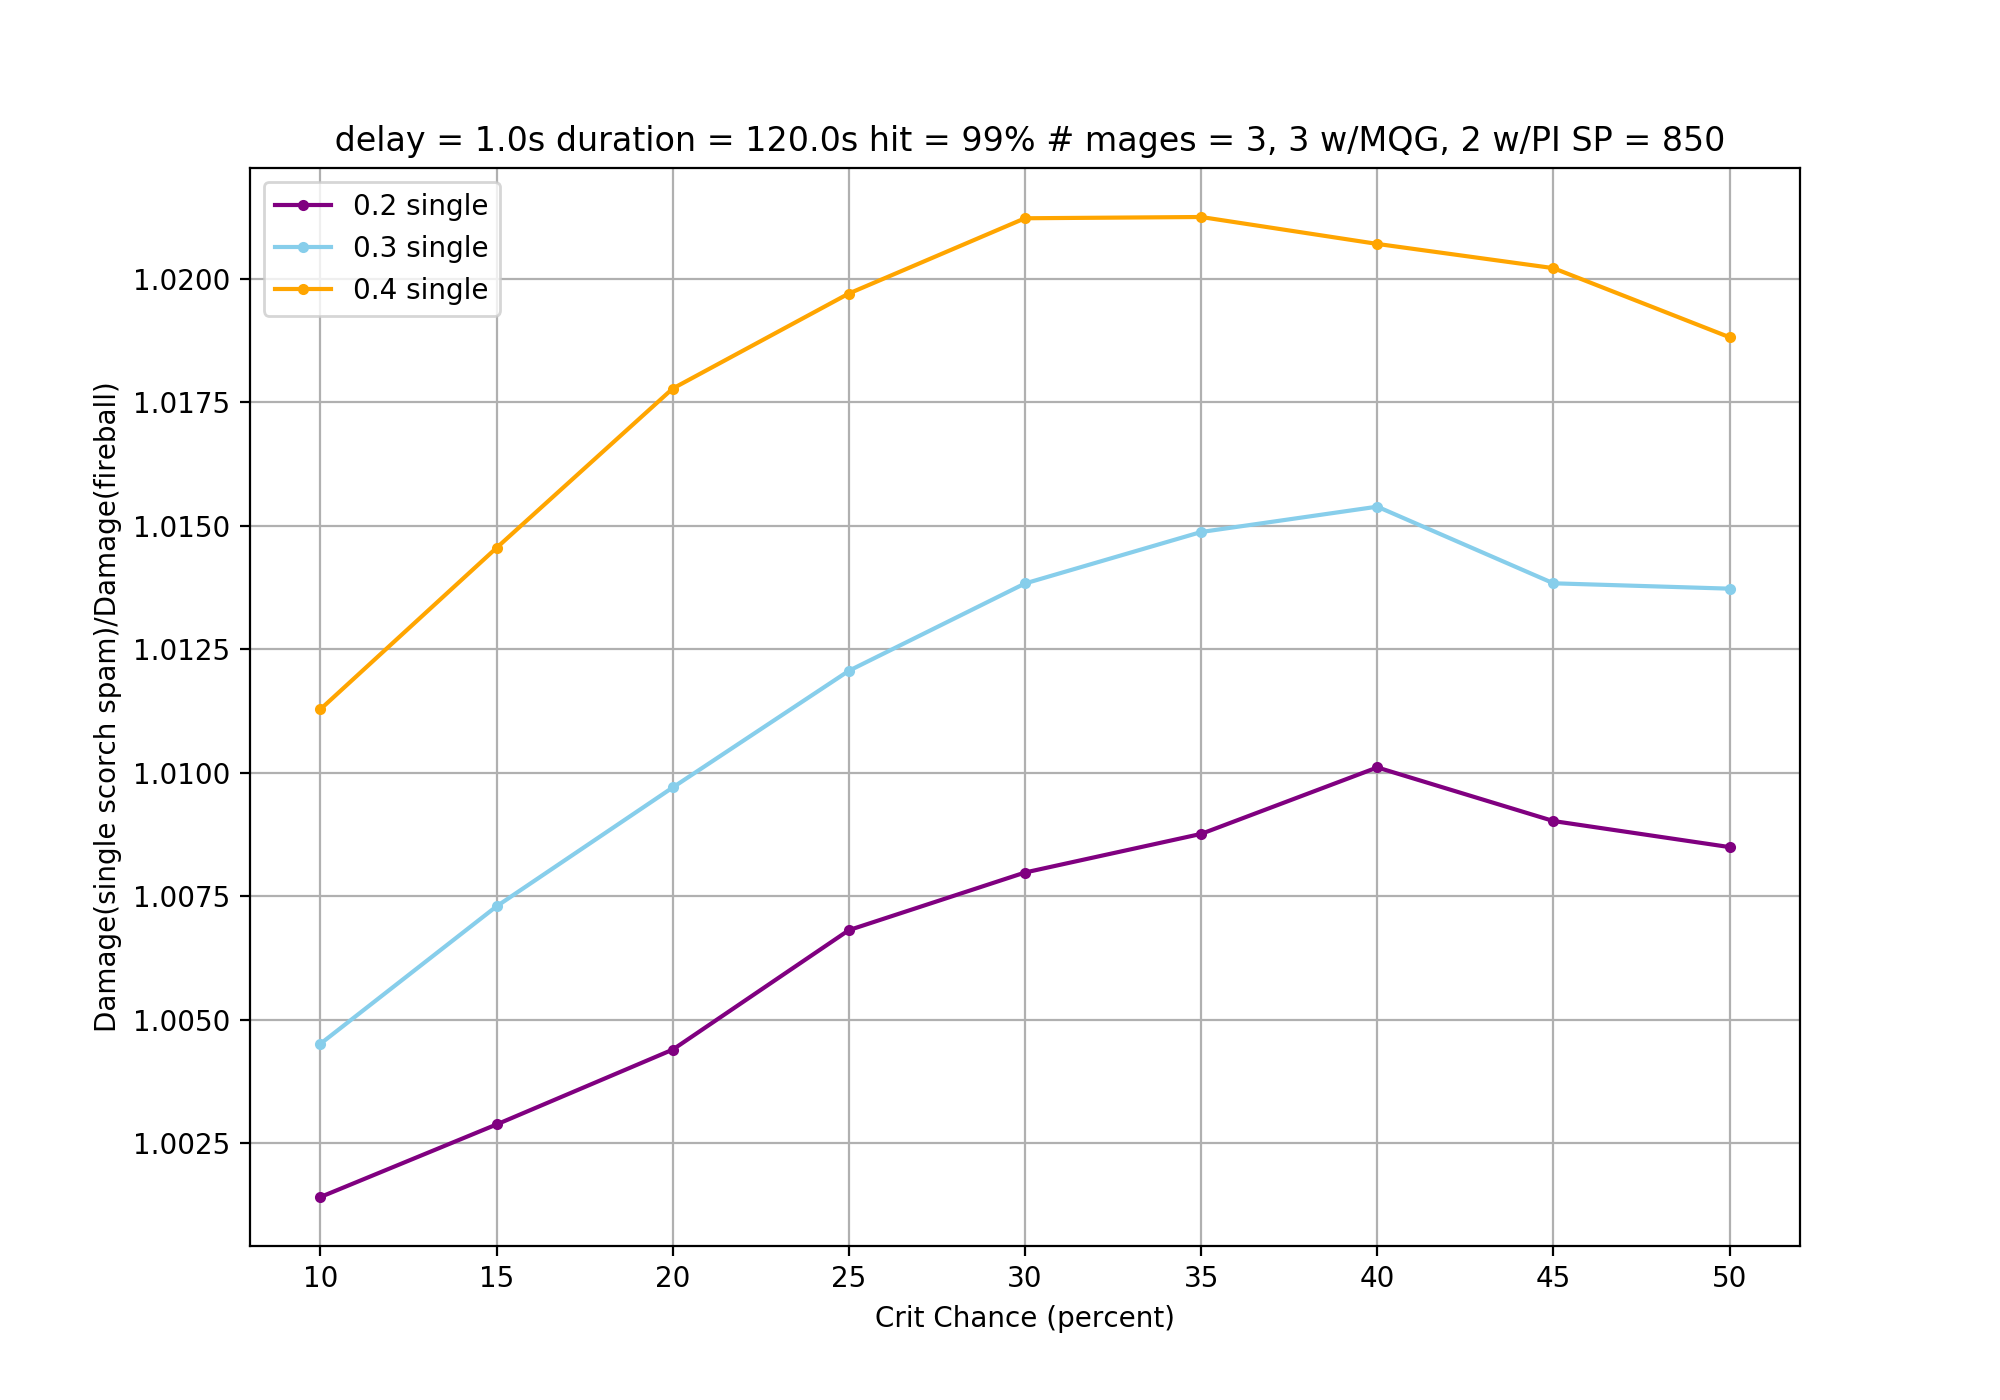 delay = 1.0s duration = 120.0s hit = 99% # mages = 3, 3 w/MQG, 2 w/PI SP = 850
0.2 single
0.3 single
0.4 single
Damage(single scorch spam)/Damage(fireball)
1.0200
1.0175
1.0150
1.0125
1.0100
1.0075
1.0050
1.0025
10 15 20 25 30 35 40 45 50
Crit Chance (percent)